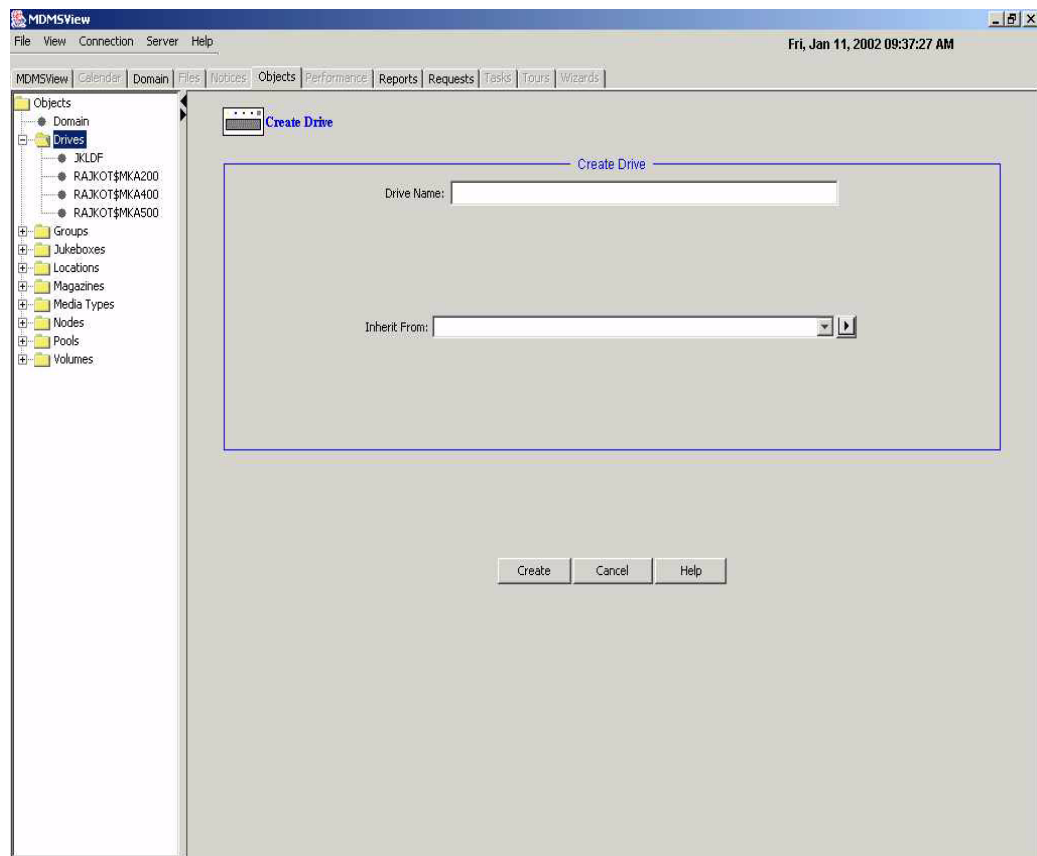 MDMSView
File View Connection Server Help
Fri, Jan 11, 2002 09:37:27 AM
MDMSView Calendar Domain Files Notices Objects Performance Reports Requests Tasks Tours Wizards
Objects
Domain
Drives
JKLDF
RAJKOT$MKA200
RAJKOT$MKA400
RAJKOT$MKA500
Groups
Jukeboxes
Locations
Magazines
Media Types
Nodes
Pools
Volumes
Create Drive
Create Drive
Drive Name:
Inherit From:
Create Cancel Help